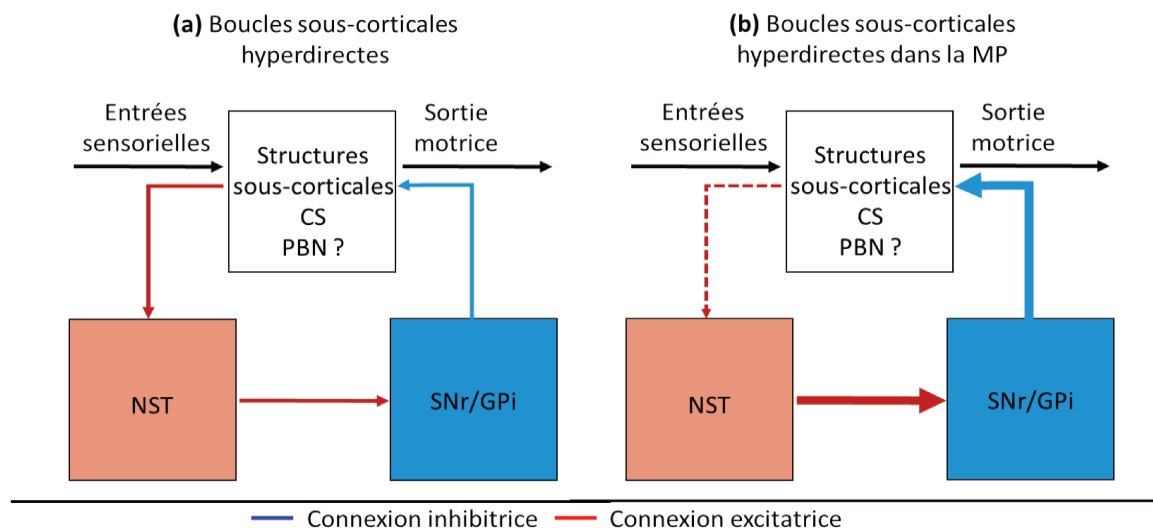 (a) Boucles sous-corticales
hyperdirectes
Entrées
sensorielles
Sortie
motrice
Structures
sous-corticales
CS
PBN ?
NST
SNr/GPi
(b) Boucles sous-corticales
hyperdirectes dans la MP
Entrées
sensorielles
Sortie
motrice
Structures
sous-corticales
CS
PBN ?
NST
SNr/GPi
Connexion inhibitrice
Connexion excitatrice